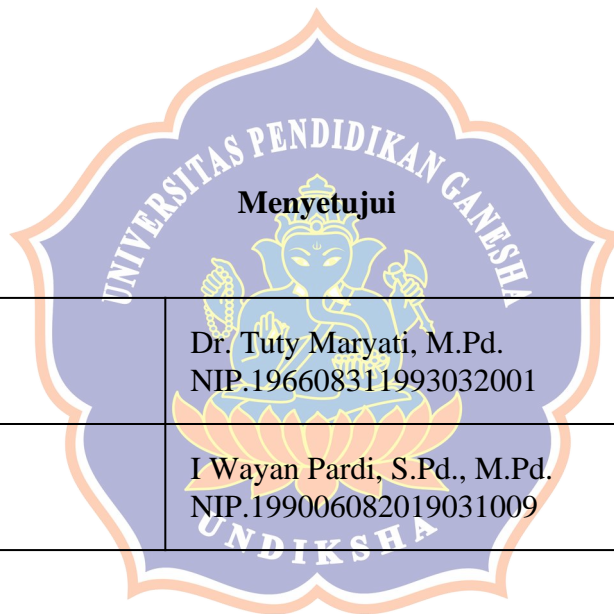 UNIVERSITAS PENDIDIKAN GANESHA
Menyetujui
Dr. Tuty Maryati, M.Pd.
NIP.196608311993032001
I Wayan Pardi, S.Pd., M.Pd.
NIP.199006082019031009
UNDIKSHA